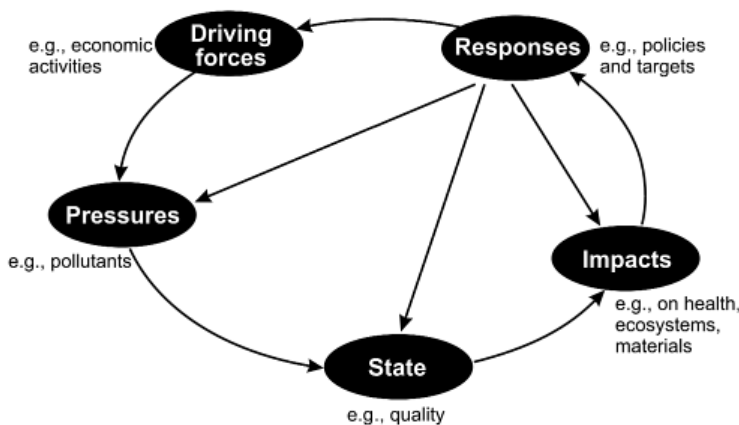 Driving
forces
e.g., economic
activities
Responses
e.g., policies
and targets
Pressures
e.g., pollutants
Impacts
e.g., on health,
ecosystems,
materials
State
e.g., quality